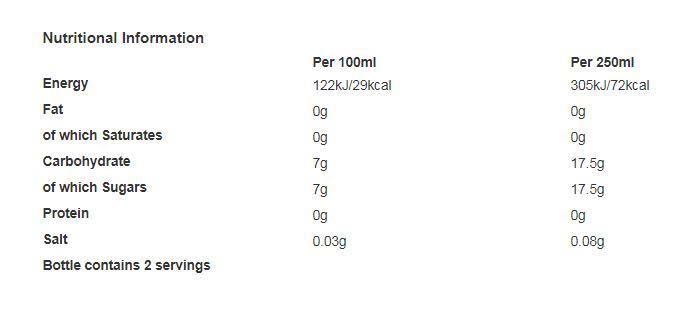 Nutritional Information
Per 100ml Per 250ml
Energy 122kJ/29kcal 305kJ/72kcal
Fat 0g 0g
of which Saturates 0g 0g
Carbohydrate 7g 17.5g
of which Sugars 7g 17.5g
Protein 0g 0g
Salt 0.03g 0.08g
Bottle contains 2 servings